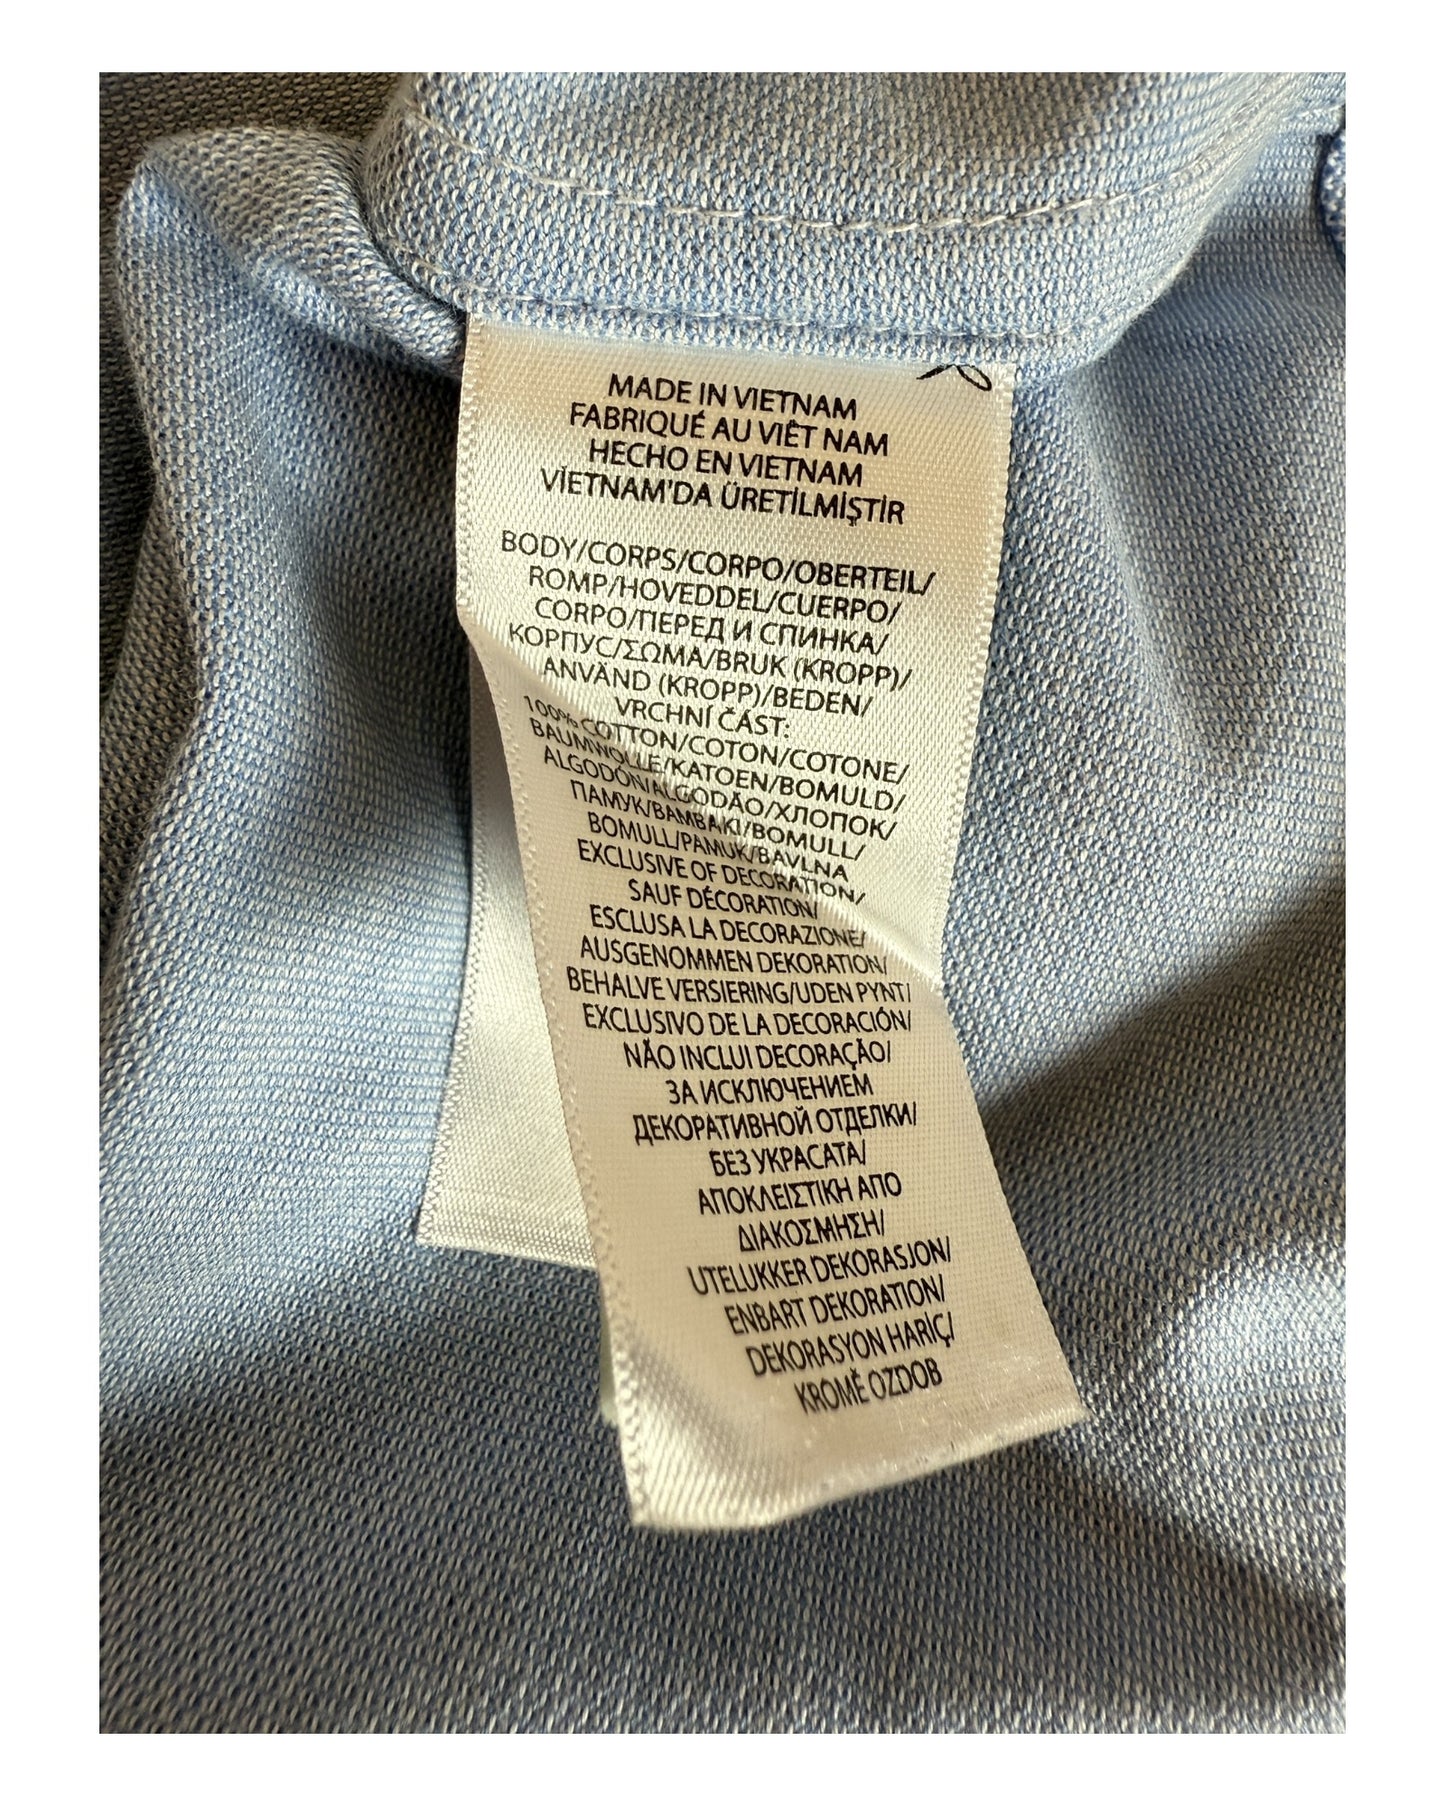 MADE IN VIETNAM
FABRIQUÉ AU VIÊT NAM
HECHO EN VIETNAM
VİETNAM'DA ÜRETİLMİŞTİR
BODY/CORPS/CORPO/OBERTEIL/
ROMP/HOVEDDEL/CUERPO/
CORPO/ПЕРЕД И СПИНКА/
КОРПУС/ΣΩΜΑ/BRUK (KROPP)/
ANVÄND (KROPP)/BEDEN/
VRCHNÍ ČÁST:
100% COTTON/COTON/COTONE/
BAUMWOLLE/KATOEN/BOMULD/
ALGODÓN/ALGODÃO/ХЛОПОК/
ПАМУК/ΒΑΜΒΑΚΙ/BOMULL/
BOMULL/PAMUK/BAVLNA
EXCLUSIVE OF DECORATION/
SAUF DÉCORATION/
ESCLUSA LA DECORAZIONE/
AUSGENOMMEN DEKORATION/
BEHALVE VERSIERING/UDEN PYNT/
EXCLUSIVO DE LA DECORACIÓN/
NÃO INCLUI DECORAÇÃO/
ЗА ИСКЛЮЧЕНИЕМ
ДЕКОРАТИВНОЙ ОТДЕЛКИ/
БЕЗ УКРАСАТА/
ΑΠΟΚΛΕΙΣΤΙΚΗ ΑΠΟ
ΔΙΑΚΟΣΜΗΣΗ/
UTELUKKER DEKORASJON/
ENBART DEKORATION/
DEKORASYON HARİÇ/
KROMĚ OZDOB